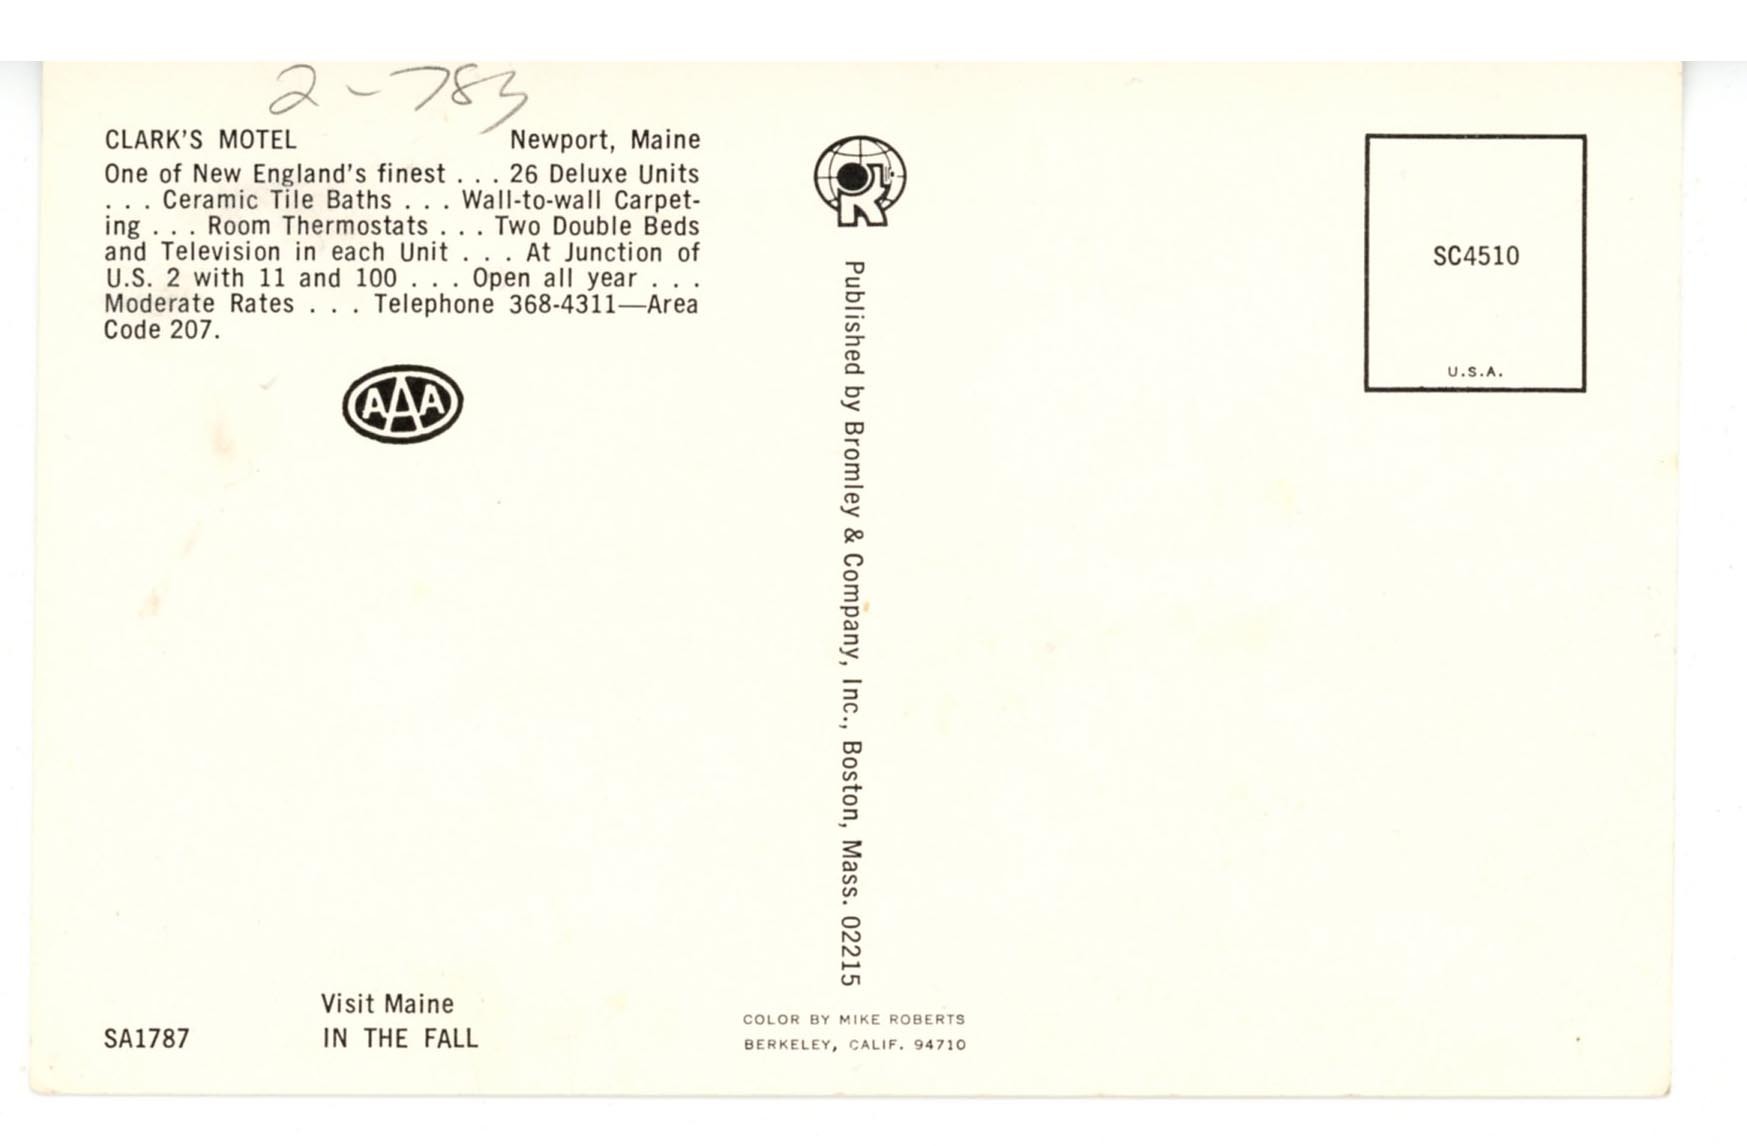 2-783
CLARK'S MOTEL Newport, Maine
One of New England's finest . . . 26 Deluxe Units
. . . Ceramic Tile Baths . . . Wall-to-wall Carpet-
ing . . . Room Thermostats . . . Two Double Beds
and Television in each Unit . . . At Junction of
U.S. 2 with 11 and 100 . . . Open all year . . .
Moderate Rates . . . Telephone 368-4311—Area
Code 207.
AAA
Visit Maine
SA1787 IN THE FALL
Published by Bromley & Company, Inc., Boston, Mass. 02215
COLOR BY MIKE ROBERTS
BERKELEY, CALIF. 94710
SC4510
U.S.A.